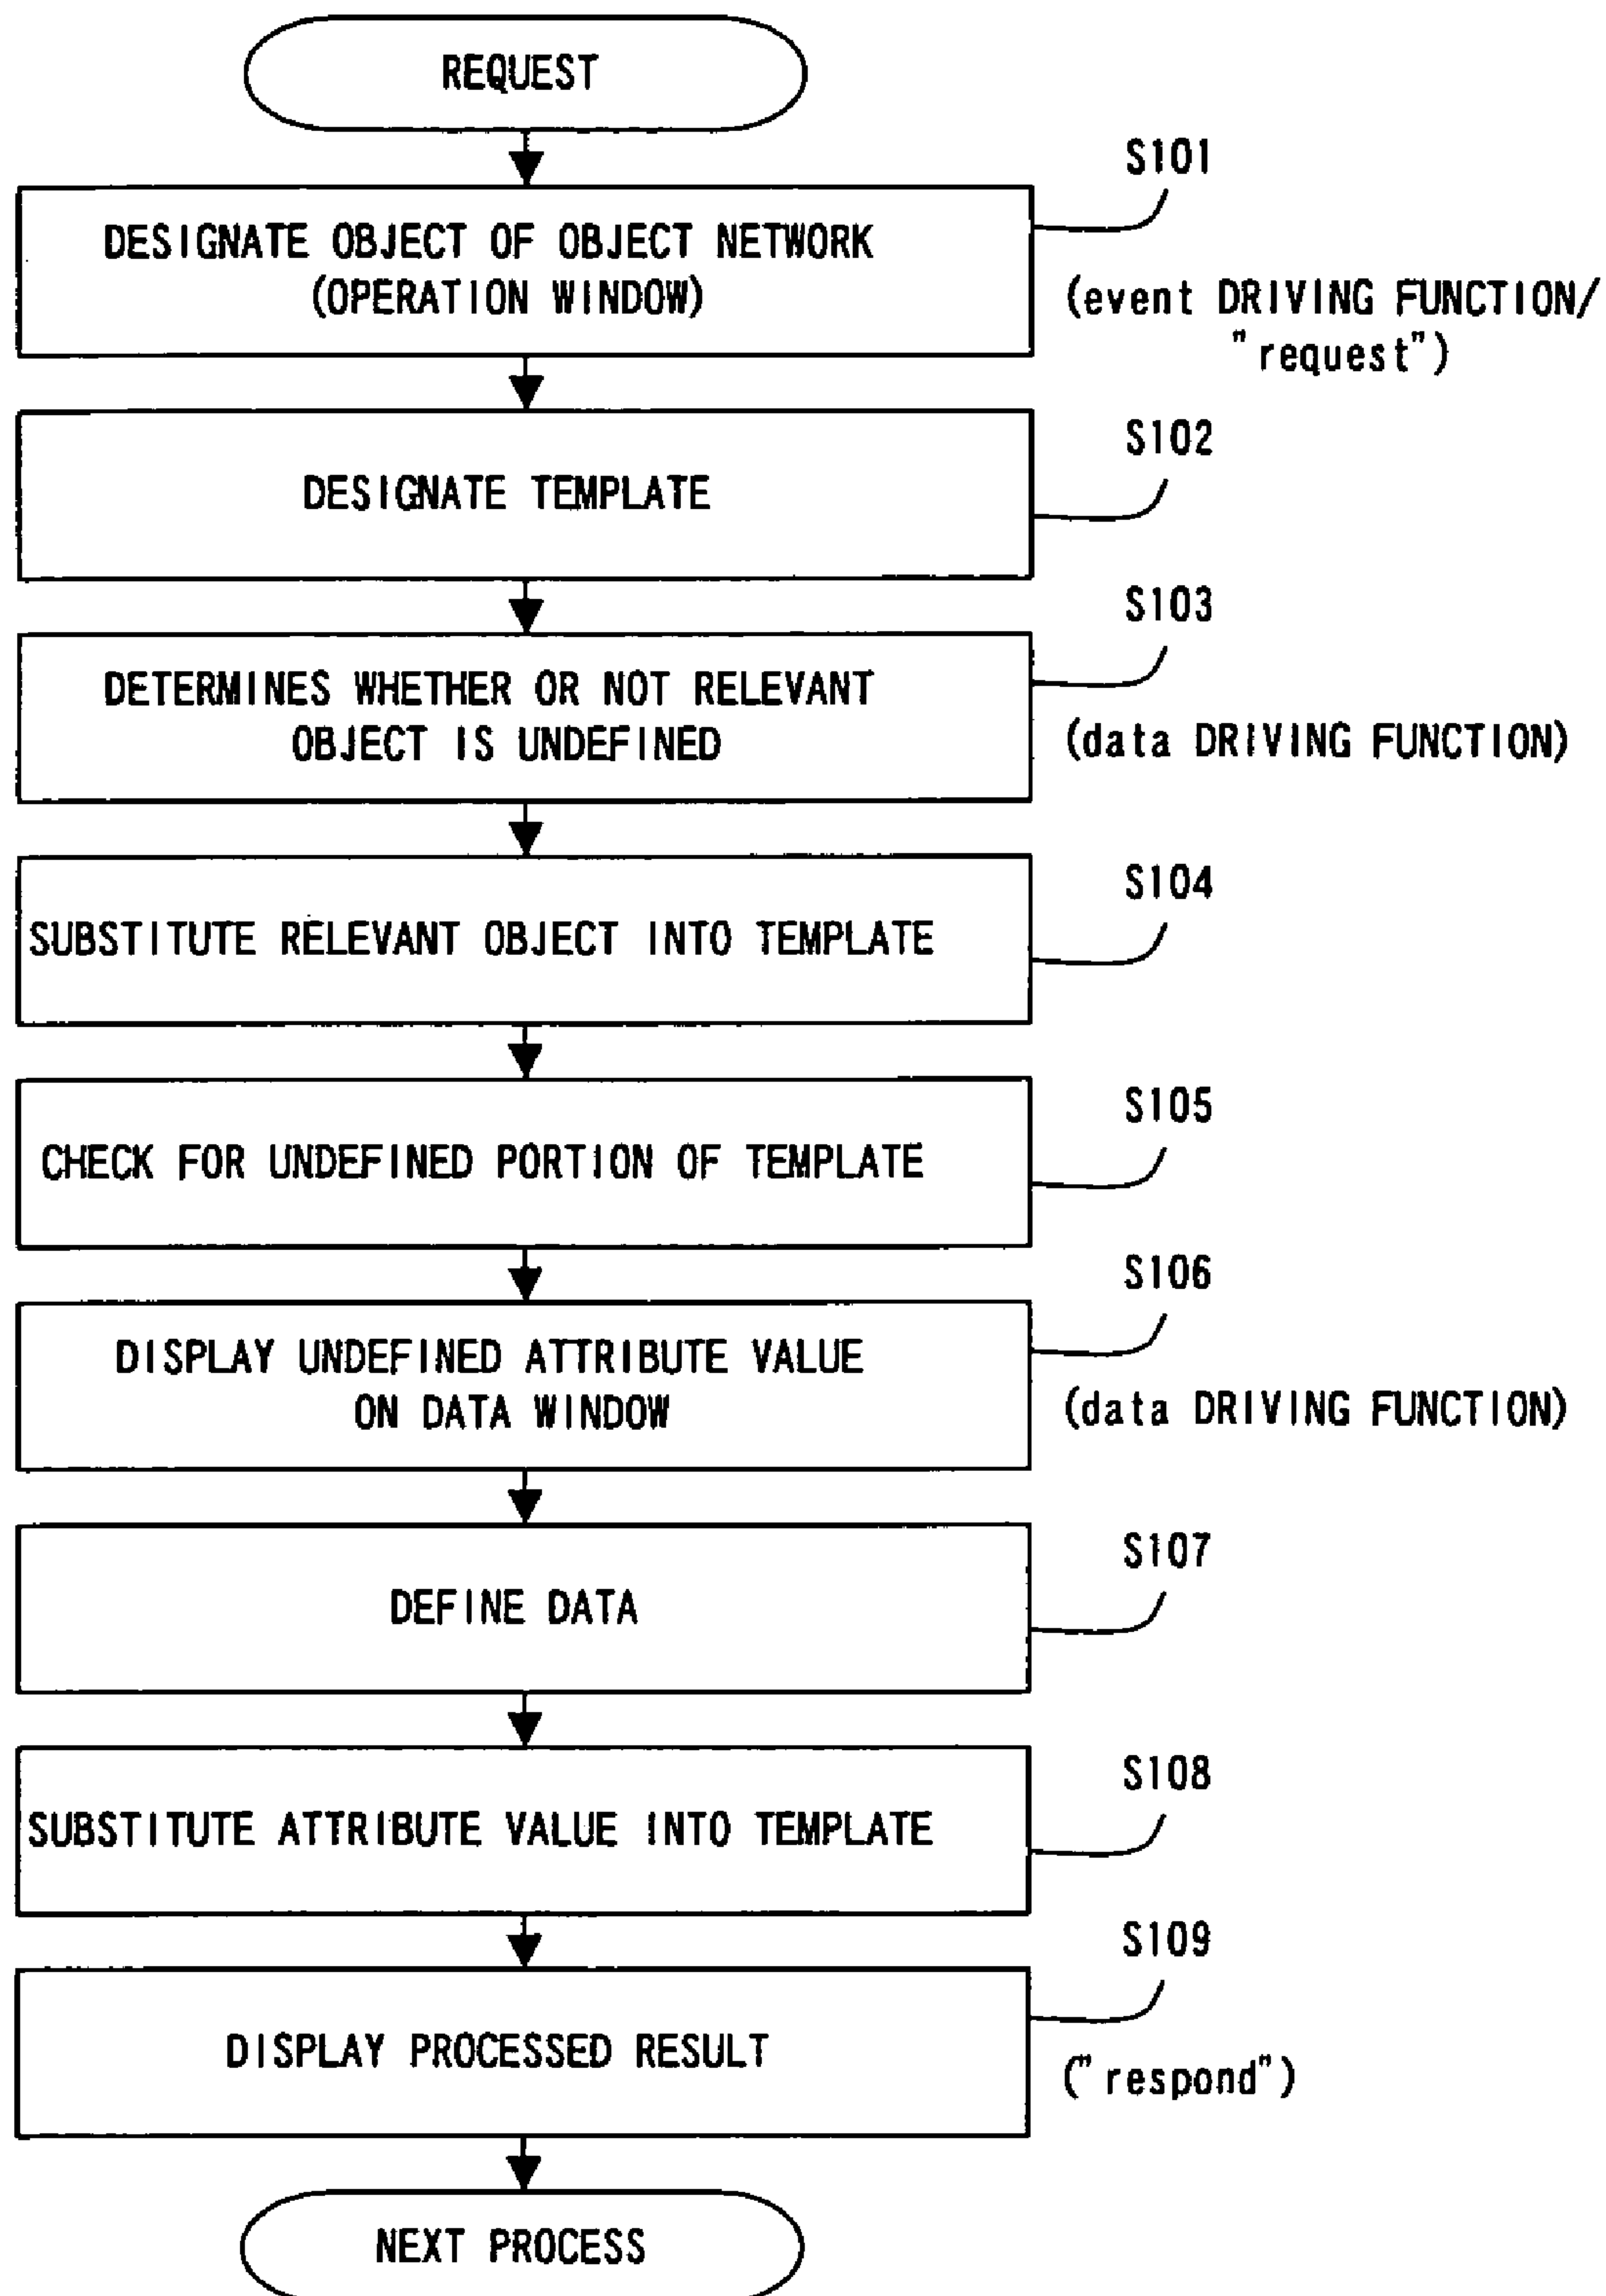 REQUEST
S101
DESIGNATE OBJECT OF OBJECT NETWORK
(OPERATION WINDOW)
(event DRIVING FUNCTION/
"request")
S102
DESIGNATE TEMPLATE
S103
DETERMINES WHETHER OR NOT RELEVANT
OBJECT IS UNDEFINED
(data DRIVING FUNCTION)
S104
SUBSTITUTE RELEVANT OBJECT INTO TEMPLATE
S105
CHECK FOR UNDEFINED PORTION OF TEMPLATE
S106
DISPLAY UNDEFINED ATTRIBUTE VALUE
ON DATA WINDOW
(data DRIVING FUNCTION)
S107
DEFINE DATA
S108
SUBSTITUTE ATTRIBUTE VALUE INTO TEMPLATE
S109
DISPLAY PROCESSED RESULT
("respond")
NEXT PROCESS